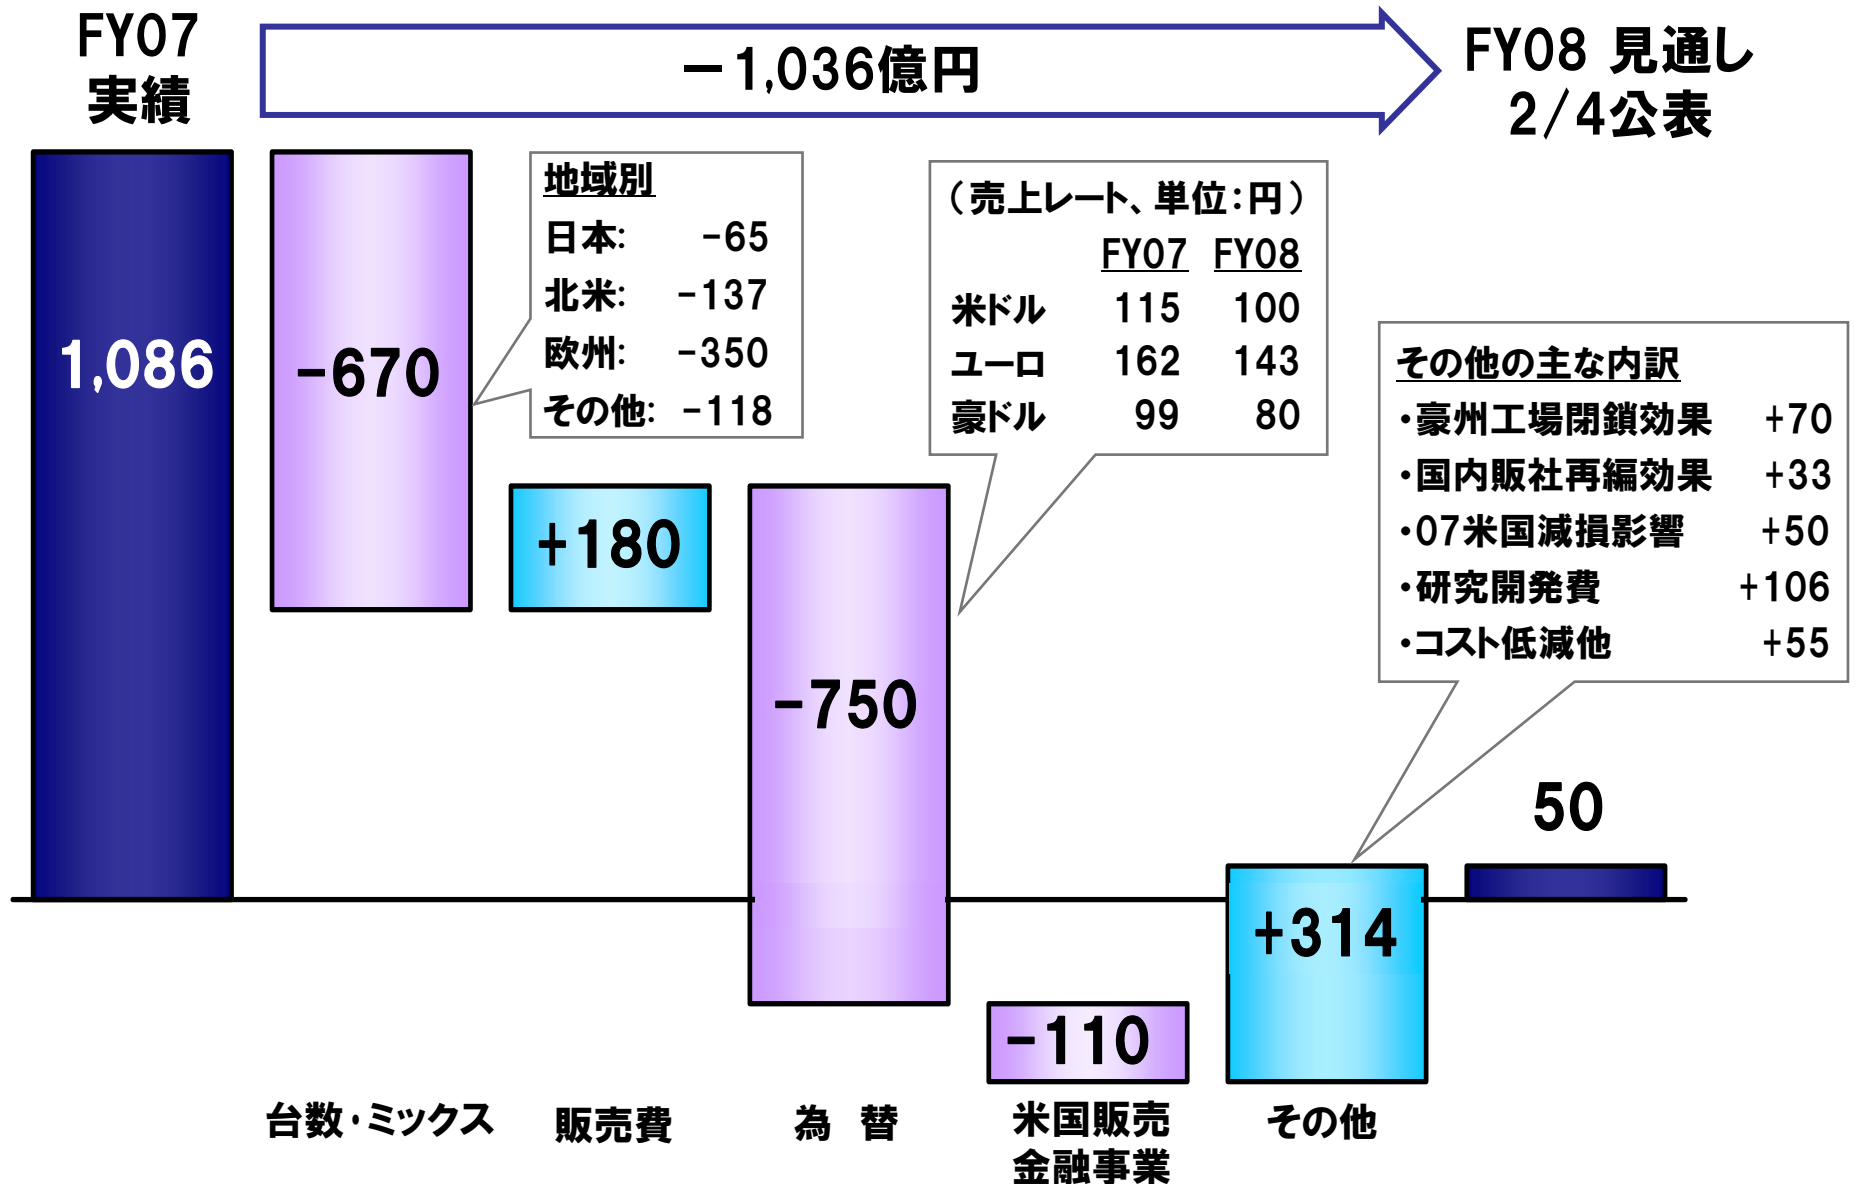 FY07
実績
－1,036億円
FY08 見通し
2/4公表
1,086
-670
地域別
日本: -65
北米: -137
欧州: -350
その他: -118
+180
-750
（売上レート、単位：円）
FY07 FY08
米ドル 115 100
ユーロ 162 143
豪ドル 99 80
-110
その他の主な内訳
・豪州工場閉鎖効果 +70
・国内販社再編効果 +33
・07米国減損影響 +50
・研究開発費 +106
・コスト低減他 +55
+314
50
台数・ミックス
販売費
為 替
米国販売
金融事業
その他